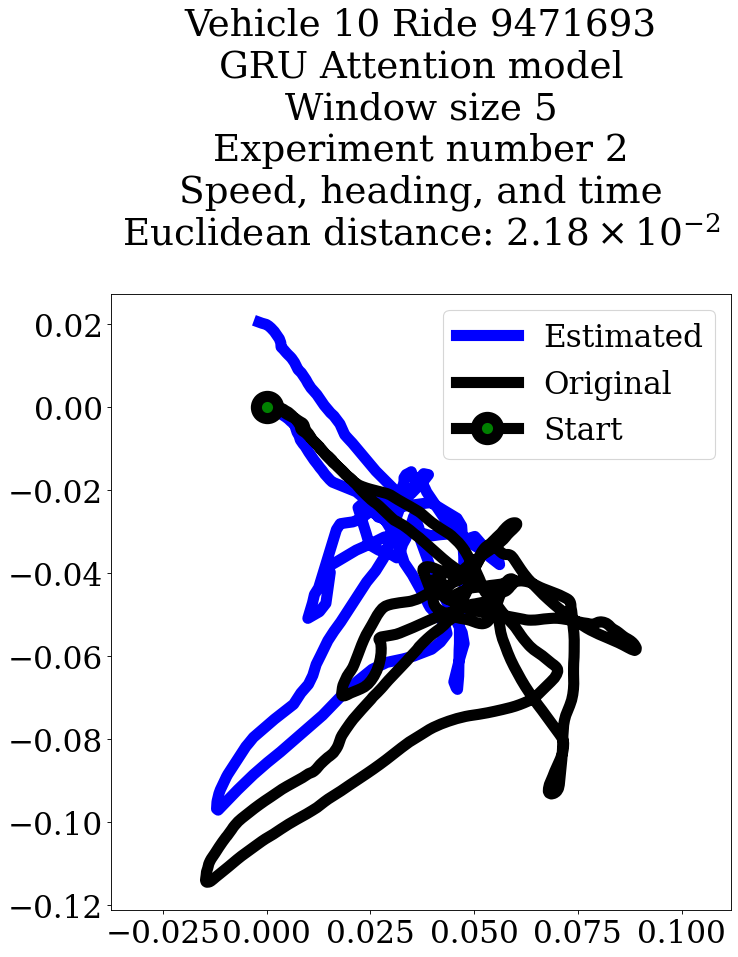 Vehicle 10 Ride 9471693
GRU Attention model
Window size 5
Experiment number 2
Speed, heading, and time
Euclidean distance: 2.18 × 10⁻²
Estimated
Original
Start
0.02
0.00
−0.02
−0.04
−0.06
−0.08
−0.10
−0.12
−0.025 0.000 0.025 0.050 0.075 0.100